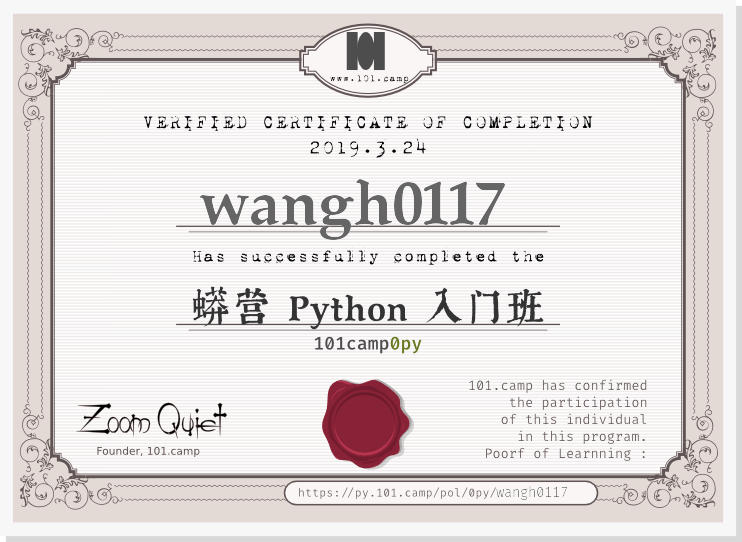 101
www.101.camp
VERIFIED CERTIFICATE OF COMPLETION
2019.3.24
wangh0117
Has successfully completed the
蟒营 Python 入门班
101camp0py
Zoom Quiet
Founder, 101.camp
101.camp has confirmed
the participation
of this individual
in this program.
Poorf of Learnning :
https://py.101.camp/pol/0py/wangh0117